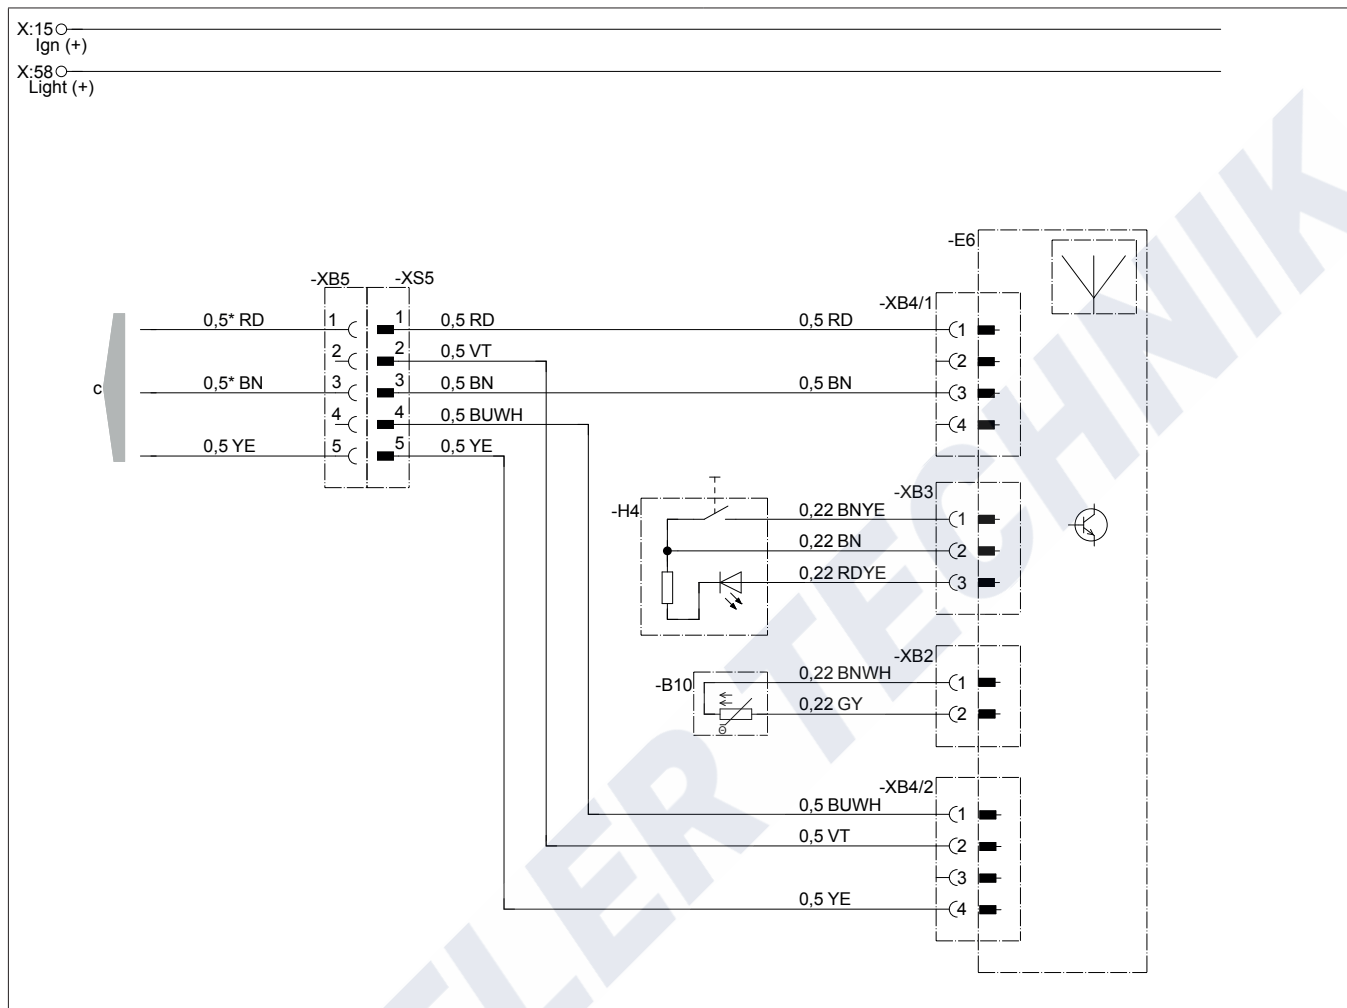 X:15
Ign (+)
X:58
Light (+)
-E6
-XB5 -XS5
-XB4/1
0,5* RD 1 1 0,5 RD 0,5 RD 1
2 2 0,5 VT 2
c 0,5* BN 3 3 0,5 BN 0,5 BN 3
4 4 0,5 BUWH 4
0,5 YE 5 5 0,5 YE
-XB3
-H4 0,22 BNYE 1
0,22 BN 2
0,22 RDYE 3
-XB2
-B10 0,22 BNWH 1
0,22 GY 2
-XB4/2
0,5 BUWH 1
0,5 VT 2
3
0,5 YE 4
LER TECHNIK